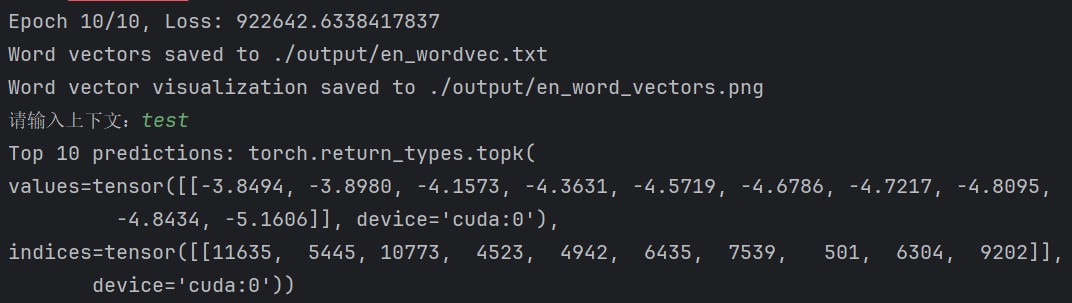 Epoch 10/10, Loss: 922642.6338417837
Word vectors saved to ./output/en_wordvec.txt
Word vector visualization saved to ./output/en_word_vectors.png
请输入上下文：test
Top 10 predictions: torch.return_types.topk(
values=tensor([[-3.8494, -3.8980, -4.1573, -4.3631, -4.5719, -4.6786, -4.7217, -4.8095,
         -4.8434, -5.1606]], device='cuda:0'),
indices=tensor([[11635,  5445, 10773,  4523,  4942,  6435,  7539,   501,  6304,  9202]],
       device='cuda:0'))